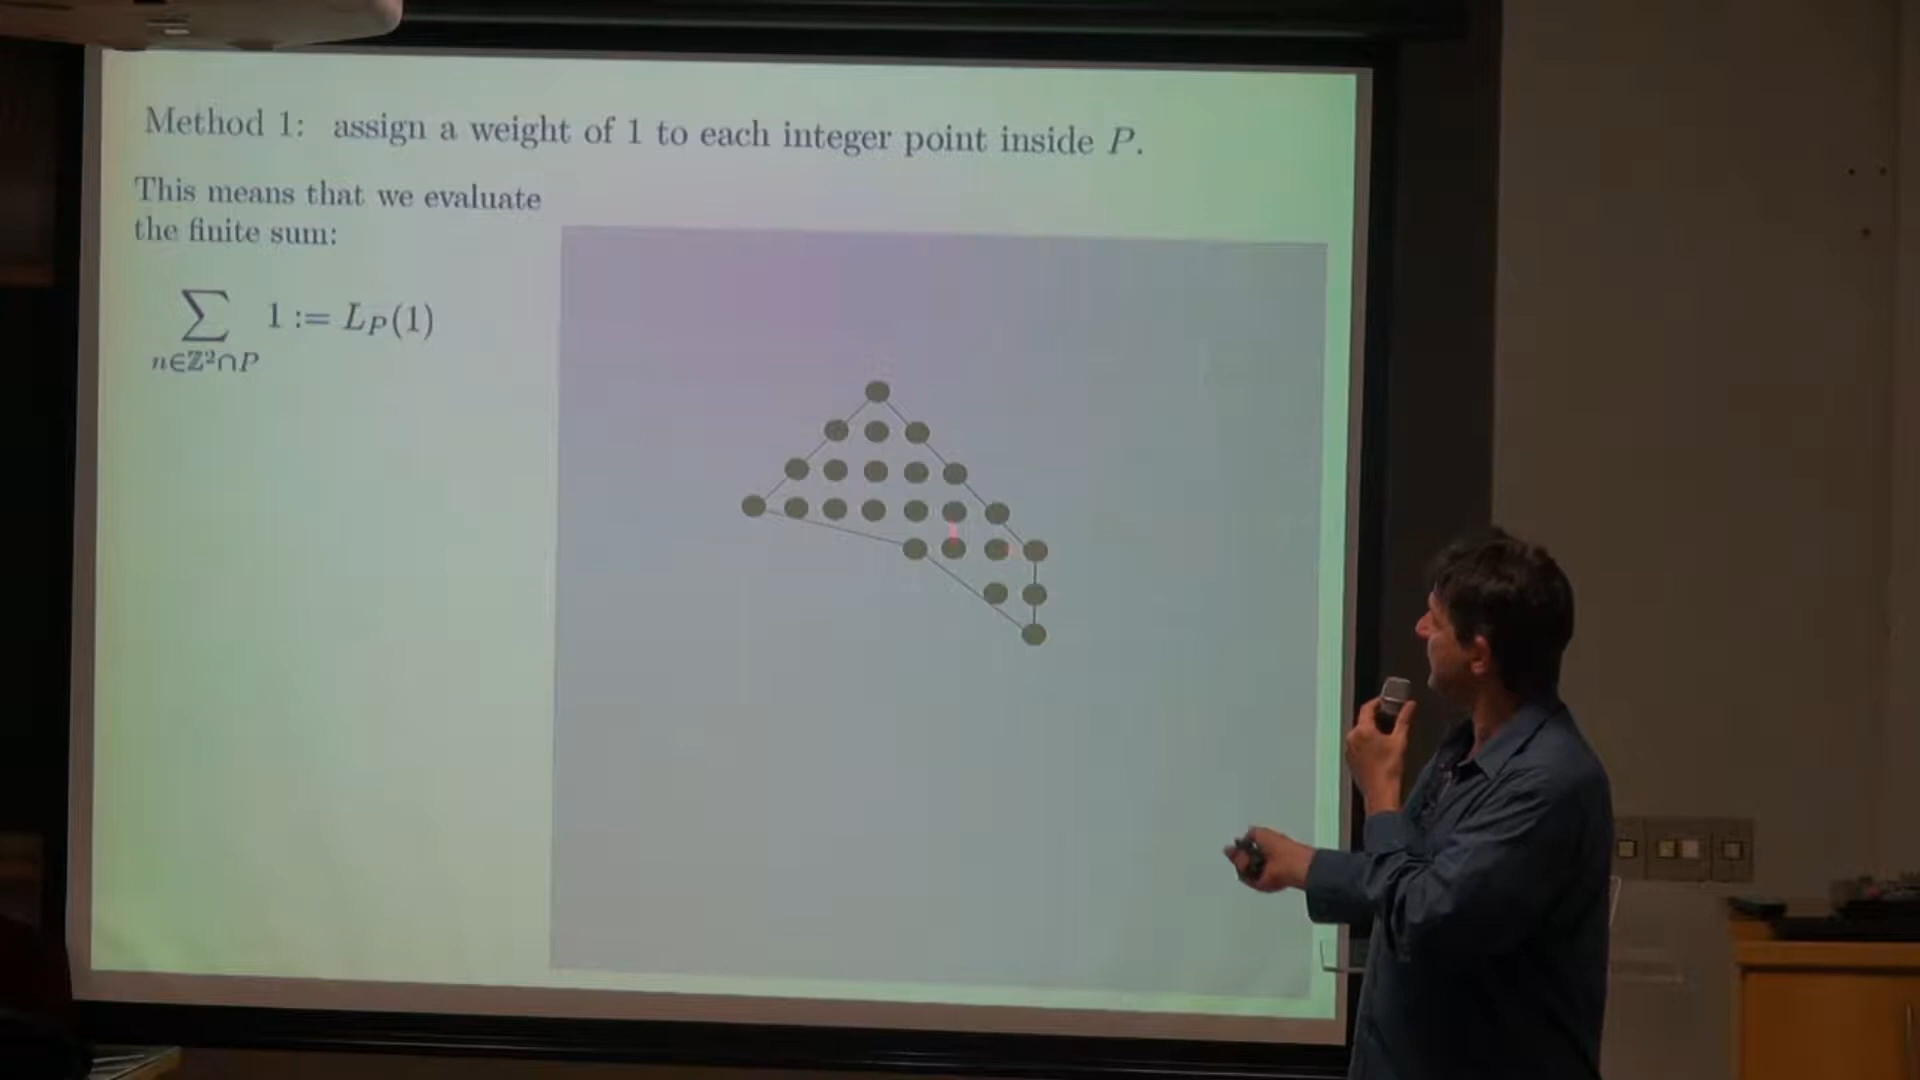 Method 1: assign a weight of 1 to each integer point inside P.
This means that we evaluate
the finite sum:
∑ 1 := L_P(1)
n∈ℤ²∩P